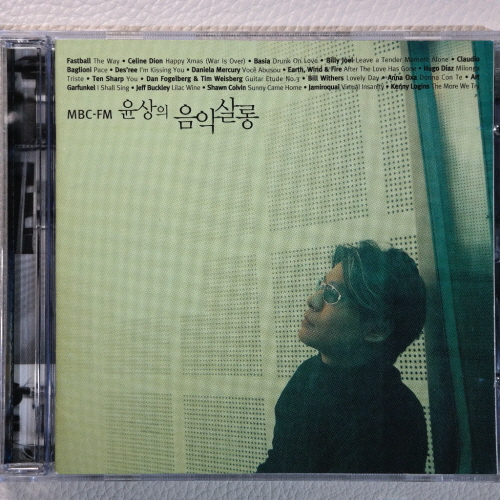 Fastball The Way • Celine Dion Happy Xmas (War Is Over) • Basia Drunk On Love • Billy Joel Leave a Tender Moment Alone • Claudio
Baglioni Pace • Des'ree I'm Kissing You • Daniela Mercury Você Abusou • Earth, Wind & Fire After The Love Has Gone • Hugo Diaz Milonga
Triste • Ten Sharp You • Dan Fogelberg & Tim Weisberg Guitar Etude No.3 • Bill Withers Lovely Day • Anna Oxa Donna Con Te • Art
Garfunkel I Shall Sing • Jeff Buckley Lilac Wine • Shawn Colvin Sunny Came Home • Jamiroquai Virtual Insanity • Kenny Logins The More We Try
MBC-FM 윤상의 음악살롱